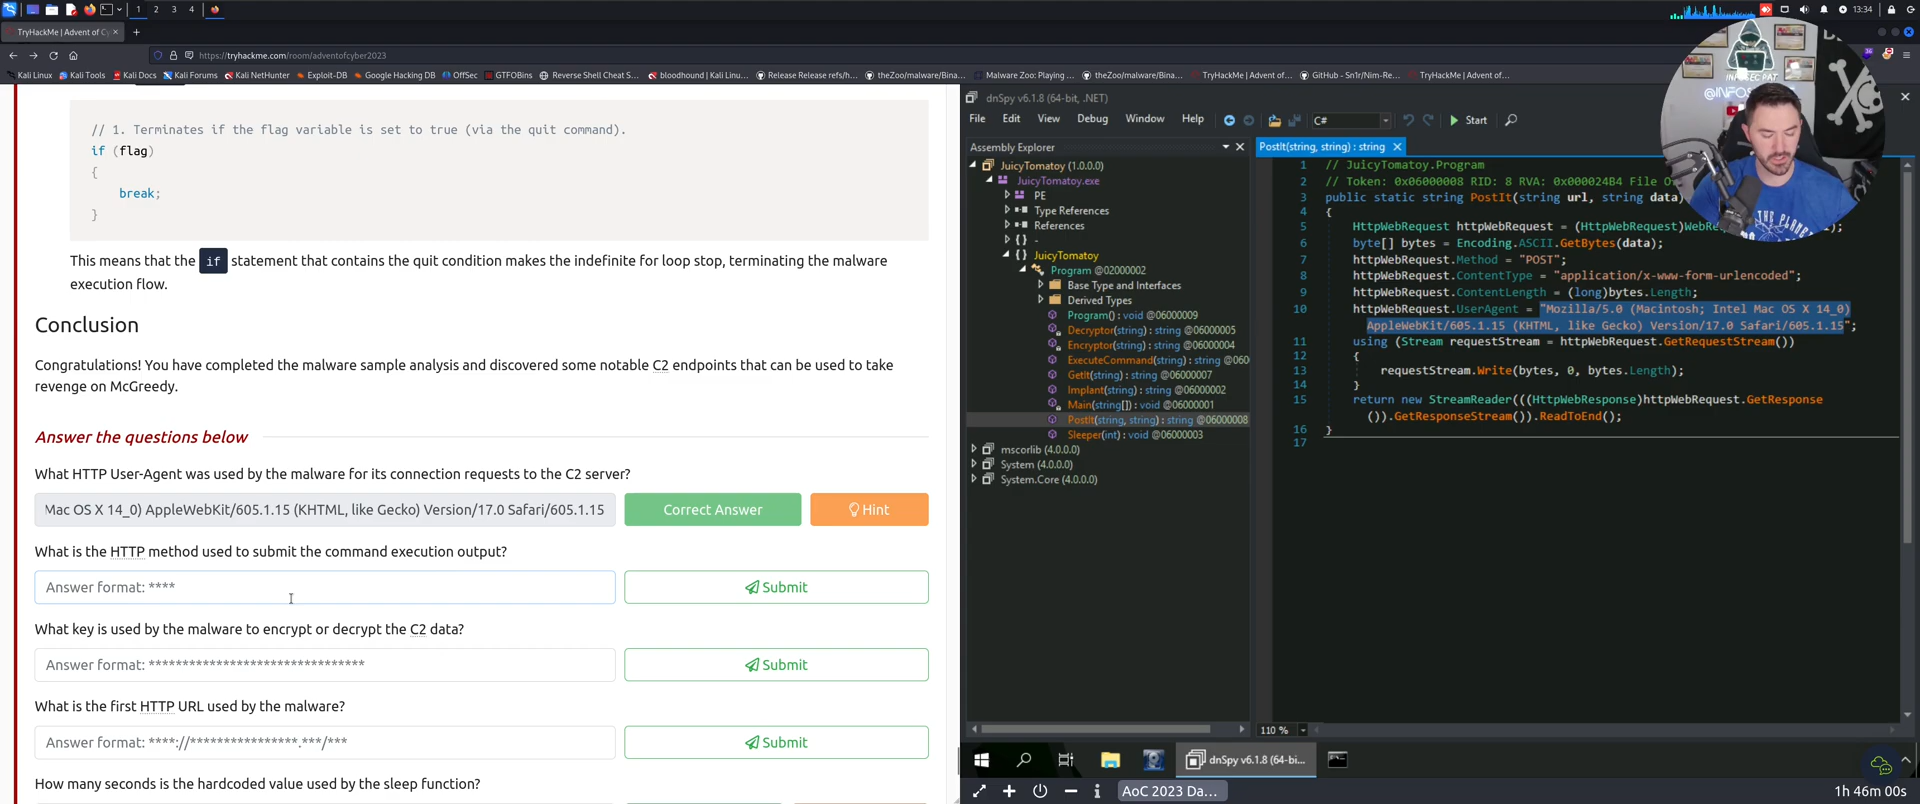 1 2 3 4
13:34
TryHackMe | Advent of Cy
https://tryhackme.com/room/adventofcyber2023
Kali Linux Kali Tools Kali Docs Kali Forums Kali NetHunter Exploit-DB Google Hacking DB OffSec GTFOBins Reverse Shell Cheat S… bloodhound | Kali Linu… Release Release refs/h… theZoo/malware/Bina… Malware Zoo: Playing … theZoo/malware/Bina… TryHackMe | Advent of… GitHub - Sn1r/Nim-Re… TryHackMe | Advent of…
// 1. Terminates if the flag variable is set to true (via the quit command).
if (flag)
{
break;
}
This means that the if statement that contains the quit condition makes the indefinite for loop stop, terminating the malware
execution flow.
Conclusion
Congratulations! You have completed the malware sample analysis and discovered some notable C2 endpoints that can be used to take
revenge on McGreedy.
Answer the questions below
What HTTP User-Agent was used by the malware for its connection requests to the C2 server?
Mac OS X 14_0) AppleWebKit/605.1.15 (KHTML, like Gecko) Version/17.0 Safari/605.1.15
Correct Answer
Hint
What is the HTTP method used to submit the command execution output?
Answer format: ****
Submit
What key is used by the malware to encrypt or decrypt the C2 data?
Answer format: ********************************
Submit
What is the first HTTP URL used by the malware?
Answer format: ****://****************.***/***
Submit
How many seconds is the hardcoded value used by the sleep function?
dnSpy v6.1.8 (64-bit, .NET)
File Edit View Debug Window Help C# Start
Assembly Explorer
JuicyTomatoy (1.0.0.0)
JuicyTomatoy.exe
PE
Type References
References
{ } -
{ } JuicyTomatoy
Program @02000002
Base Type and Interfaces
Derived Types
Program() : void @06000009
Decryptor(string) : string @06000005
Encryptor(string) : string @06000004
ExecuteCommand(string) : string @060
GetIt(string) : string @06000007
Implant(string) : string @06000002
Main(string[]) : void @06000001
PostIt(string, string) : string @06000008
Sleeper(int) : void @06000003
mscorlib (4.0.0.0)
System (4.0.0.0)
System.Core (4.0.0.0)
PostIt(string, string) : string
1 // JuicyTomatoy.Program
2 // Token: 0x06000008 RID: 8 RVA: 0x000024B4 File O
3 public static string PostIt(string url, string data)
4 {
5 HttpWebRequest httpWebRequest = (HttpWebRequest)WebR
6 byte[] bytes = Encoding.ASCII.GetBytes(data);
7 httpWebRequest.Method = "POST";
8 httpWebRequest.ContentType = "application/x-www-form-urlencoded";
9 httpWebRequest.ContentLength = (long)bytes.Length;
10 httpWebRequest.UserAgent = "Mozilla/5.0 (Macintosh; Intel Mac OS X 14_0)
AppleWebKit/605.1.15 (KHTML, like Gecko) Version/17.0 Safari/605.1.15";
11 using (Stream requestStream = httpWebRequest.GetRequestStream())
12 {
13 requestStream.Write(bytes, 0, bytes.Length);
14 }
15 return new StreamReader(((HttpWebResponse)httpWebRequest.GetResponse
()).GetResponseStream()).ReadToEnd();
16 }
17
110 %
dnSpy v6.1.8 (64-bi...
AoC 2023 Da...
1h 46m 00s
INFOSEC PAT